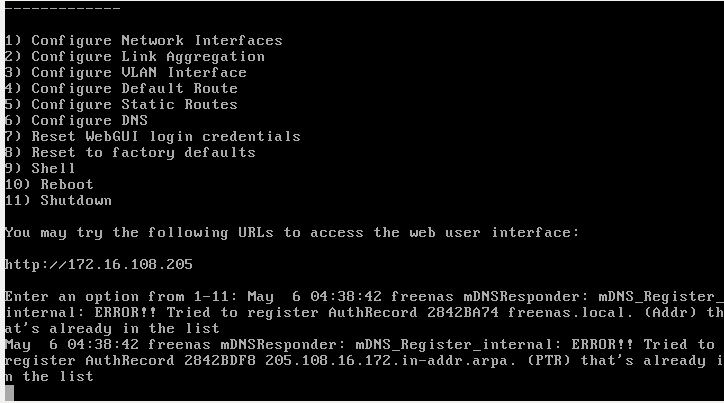 -------------
1) Configure Network Interfaces
2) Configure Link Aggregation
3) Configure VLAN Interface
4) Configure Default Route
5) Configure Static Routes
6) Configure DNS
7) Reset WebGUI login credentials
8) Reset to factory defaults
9) Shell
10) Reboot
11) Shutdown
You may try the following URLs to access the web user interface:
http://172.16.108.205
Enter an option from 1-11: May  6 04:38:42 freenas mDNSResponder: mDNS_Register_
internal: ERROR!! Tried to register AuthRecord 2842BA74 freenas.local. (Addr) th
at's already in the list
May  6 04:38:42 freenas mDNSResponder: mDNS_Register_internal: ERROR!! Tried to
register AuthRecord 2842BDF8 205.108.16.172.in-addr.arpa. (PTR) that's already i
n the list